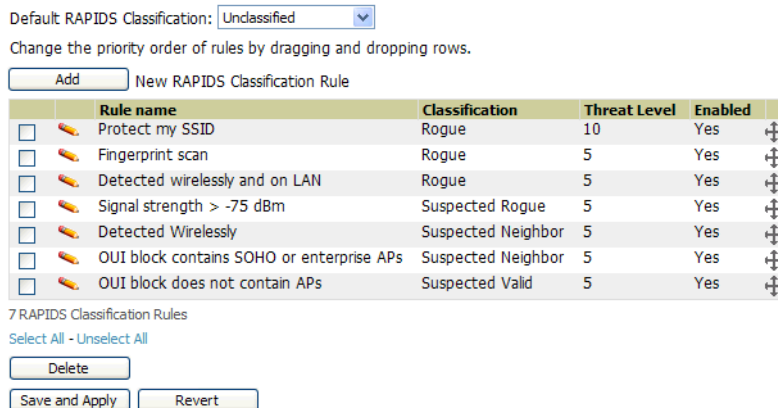 Default RAPIDS Classification: Unclassified
Change the priority order of rules by dragging and dropping rows.
Add New RAPIDS Classification Rule
Rule name Classification Threat Level Enabled
Protect my SSID Rogue 10 Yes
Fingerprint scan Rogue 5 Yes
Detected wirelessly and on LAN Rogue 5 Yes
Signal strength > -75 dBm Suspected Rogue 5 Yes
Detected Wirelessly Suspected Neighbor 5 Yes
OUI block contains SOHO or enterprise APs Suspected Neighbor 5 Yes
OUI block does not contain APs Suspected Valid 5 Yes
7 RAPIDS Classification Rules
Select All - Unselect All
Delete
Save and Apply Revert